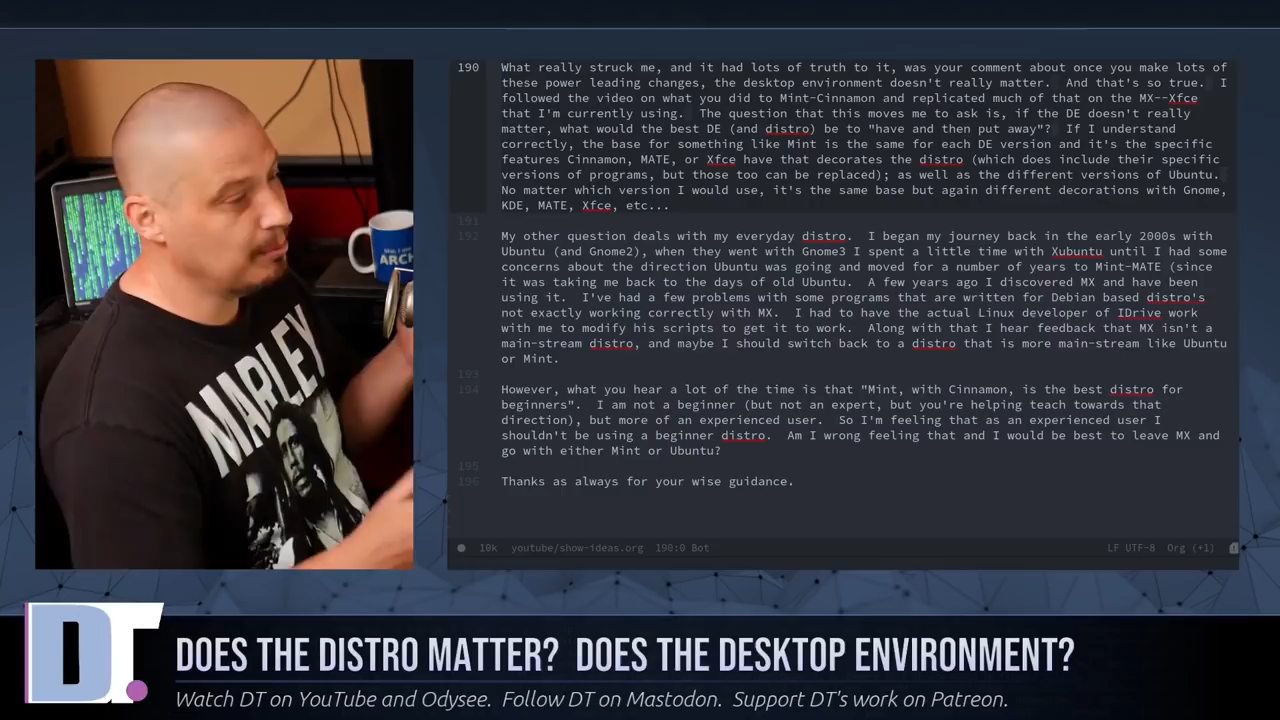 190 What really struck me, and it had lots of truth to it, was your comment about once you make lots of
these power leading changes, the desktop environment doesn't really matter. And that's so true. I
followed the video on what you did to Mint-Cinnamon and replicated much of that on the MX--Xfce
that I'm currently using. The question that this moves me to ask is, if the DE doesn't really
matter, what would the best DE (and distro) be to "have and then put away"? If I understand
correctly, the base for something like Mint is the same for each DE version and it's the specific
features Cinnamon, MATE, or Xfce have that decorates the distro (which does include their specific
versions of programs, but those too can be replaced); as well as the different versions of Ubuntu.
No matter which version I would use, it's the same base but again different decorations with Gnome,
KDE, MATE, Xfce, etc...
191
192 My other question deals with my everyday distro. I began my journey back in the early 2000s with
Ubuntu (and Gnome2), when they went with Gnome3 I spent a little time with Xubuntu until I had some
concerns about the direction Ubuntu was going and moved for a number of years to Mint-MATE (since
it was taking me back to the days of old Ubuntu. A few years ago I discovered MX and have been
using it. I've had a few problems with some programs that are written for Debian based distro's
not exactly working correctly with MX. I had to have the actual Linux developer of IDrive work
with me to modify his scripts to get it to work. Along with that I hear feedback that MX isn't a
main-stream distro, and maybe I should switch back to a distro that is more main-stream like Ubuntu
or Mint.
193
194 However, what you hear a lot of the time is that "Mint, with Cinnamon, is the best distro for
beginners". I am not a beginner (but not an expert, but you're helping teach towards that
direction), but more of an experienced user. So I'm feeling that as an experienced user I
shouldn't be using a beginner distro. Am I wrong feeling that and I would be best to leave MX and
go with either Mint or Ubuntu?
195
196 Thanks as always for your wise guidance.
10k youtube/show-ideas.org 190:0 Bot LF UTF-8 Org (+1)
ARCH
MARLEY
DT.
DOES THE DISTRO MATTER? DOES THE DESKTOP ENVIRONMENT?
Watch DT on YouTube and Odysee. Follow DT on Mastodon. Support DT's work on Patreon.